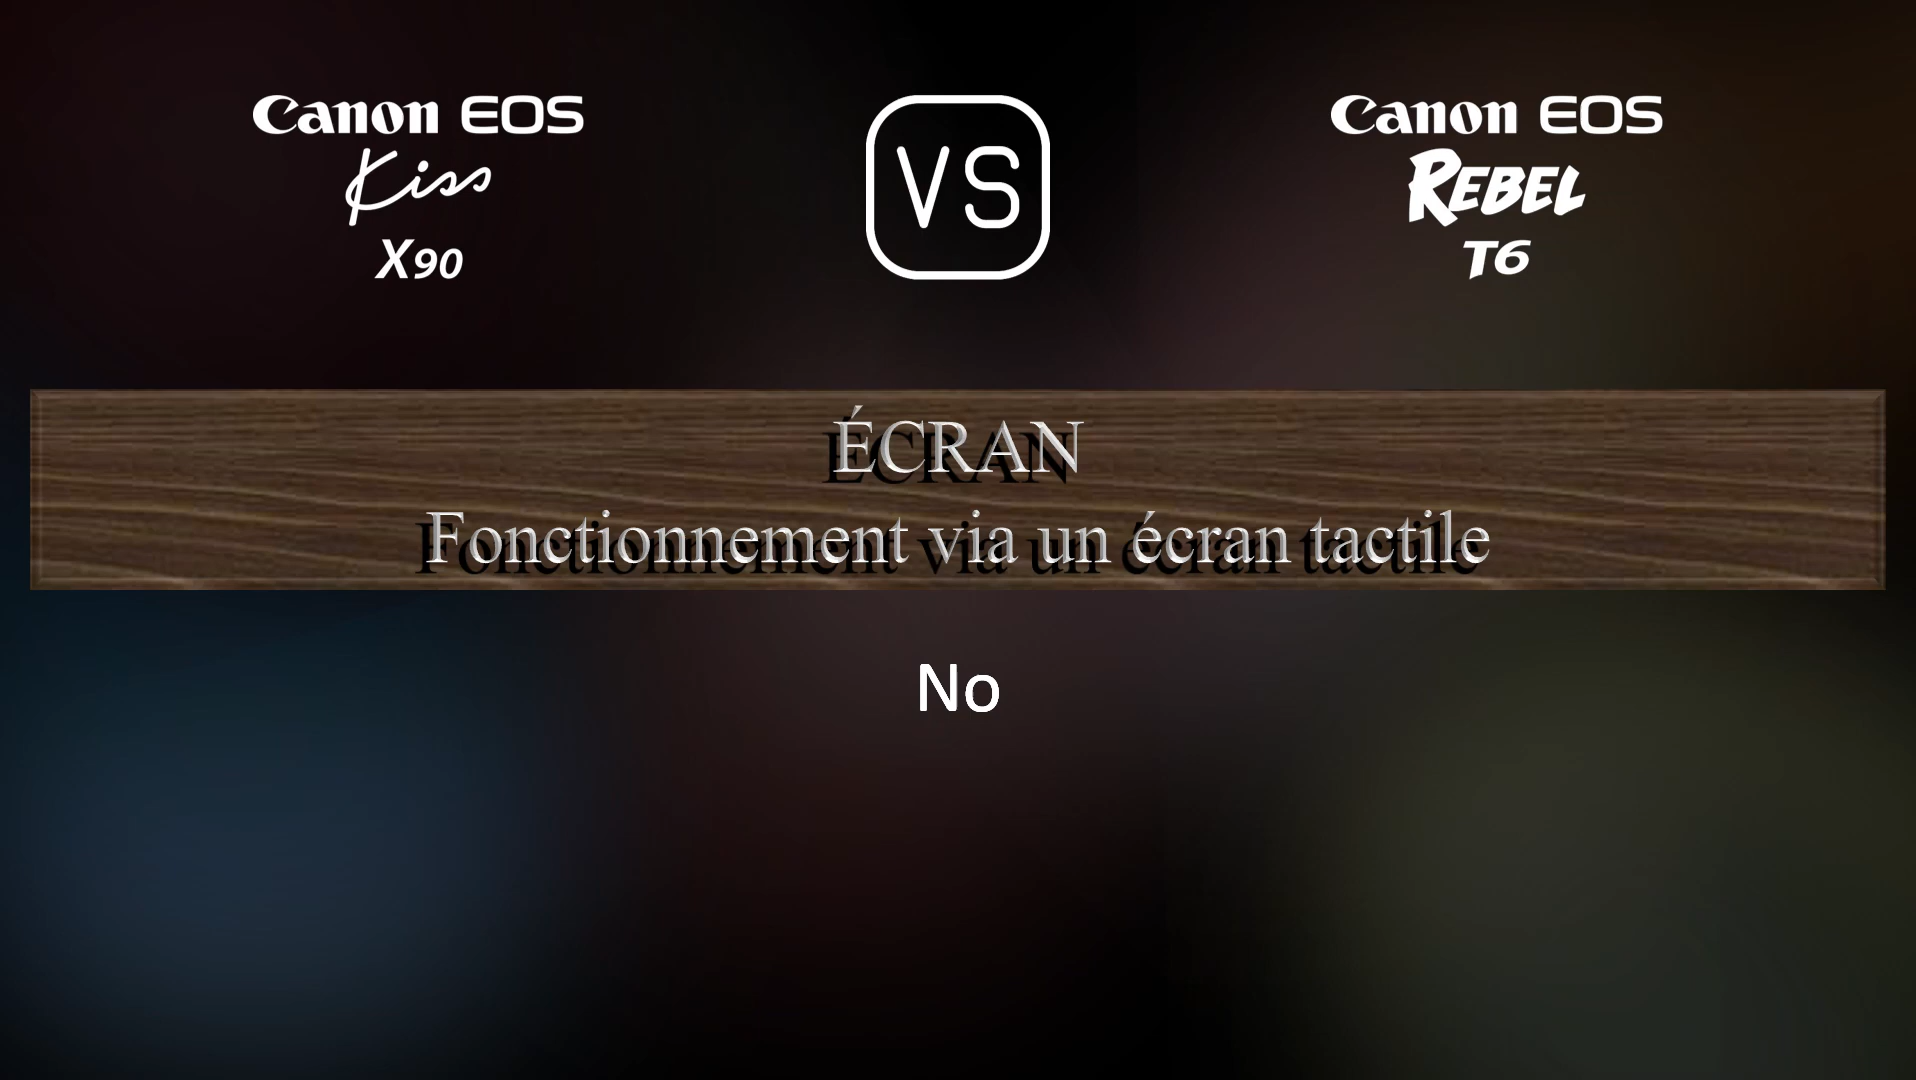 Canon EOS
Kiss
X90
VS
Canon EOS
REBEL
T6
ÉCRAN
Fonctionnement via un écran tactile
No